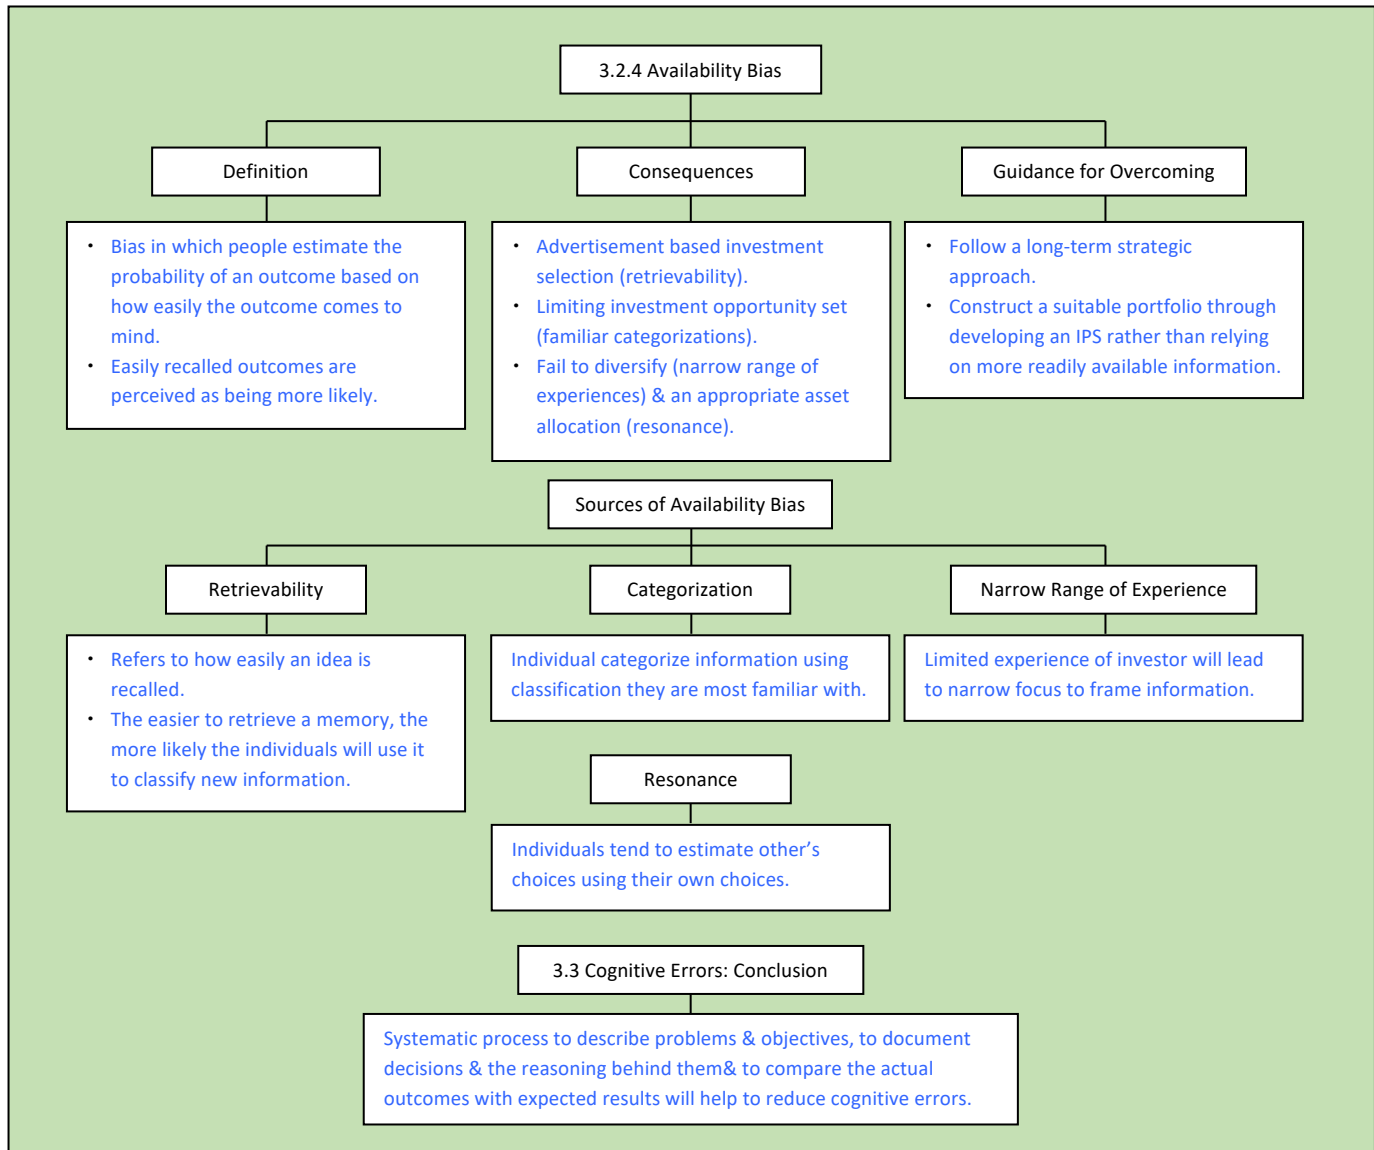 3.2.4 Availability Bias
Definition
• Bias in which people estimate the
probability of an outcome based on
how easily the outcome comes to
mind.
• Easily recalled outcomes are
perceived as being more likely.
Consequences
• Advertisement based investment
selection (retrievability).
• Limiting investment opportunity set
(familiar categorizations).
• Fail to diversify (narrow range of
experiences) & an appropriate asset
allocation (resonance).
Guidance for Overcoming
• Follow a long-term strategic
approach.
• Construct a suitable portfolio through
developing an IPS rather than relying
on more readily available information.
Sources of Availability Bias
Retrievability
• Refers to how easily an idea is
recalled.
• The easier to retrieve a memory, the
more likely the individuals will use it
to classify new information.
Categorization
Individual categorize information using
classification they are most familiar with.
Narrow Range of Experience
Limited experience of investor will lead
to narrow focus to frame information.
Resonance
Individuals tend to estimate other’s
choices using their own choices.
3.3 Cognitive Errors: Conclusion
Systematic process to describe problems & objectives, to document
decisions & the reasoning behind them& to compare the actual
outcomes with expected results will help to reduce cognitive errors.